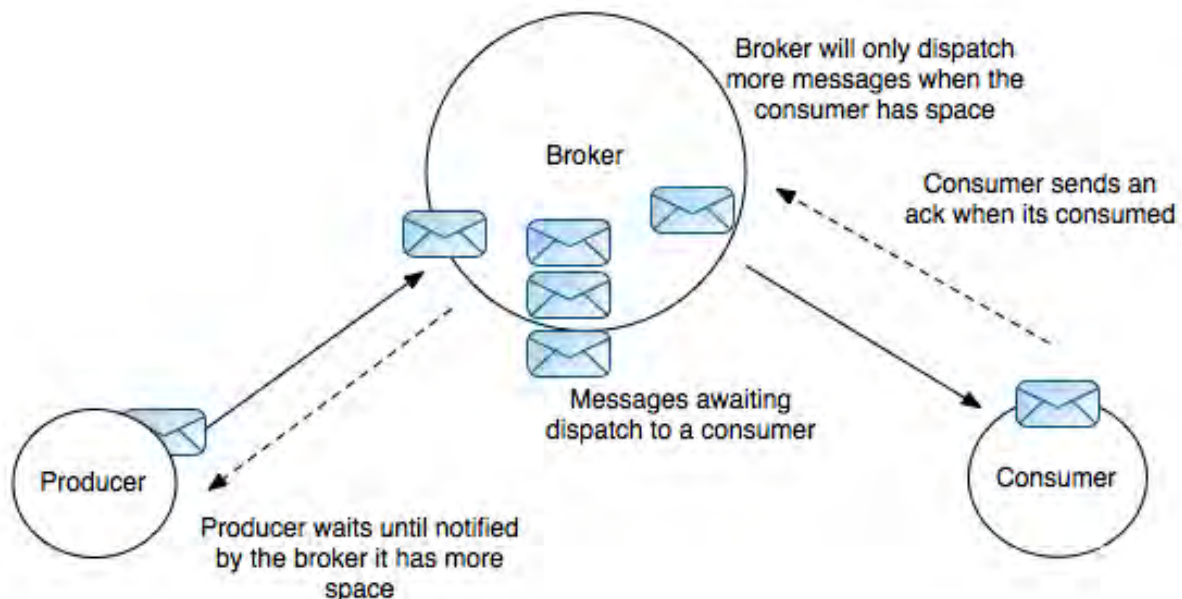 Broker will only dispatch
more messages when the
consumer has space
Broker
Consumer sends an
ack when its consumed
Messages awaiting
dispatch to a consumer
Producer
Consumer
Producer waits until notified
by the broker it has more
space